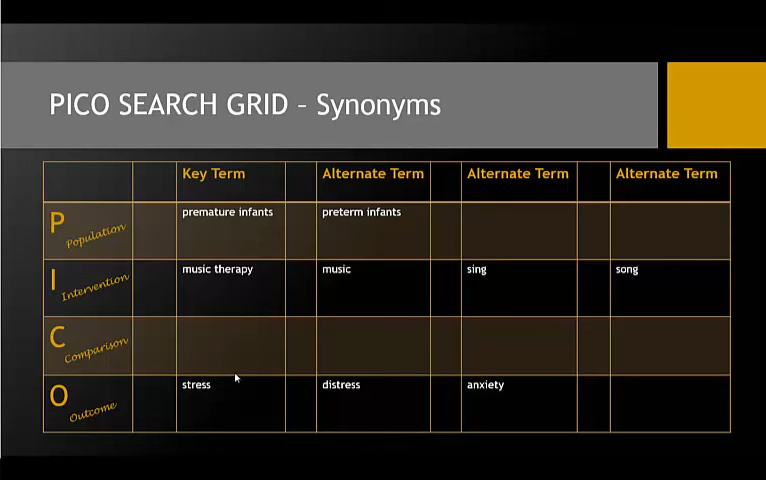 PICO SEARCH GRID – Synonyms
Key Term Alternate Term Alternate Term Alternate Term
P Population premature infants preterm infants
I Intervention music therapy music sing song
C Comparison
O Outcome stress distress anxiety